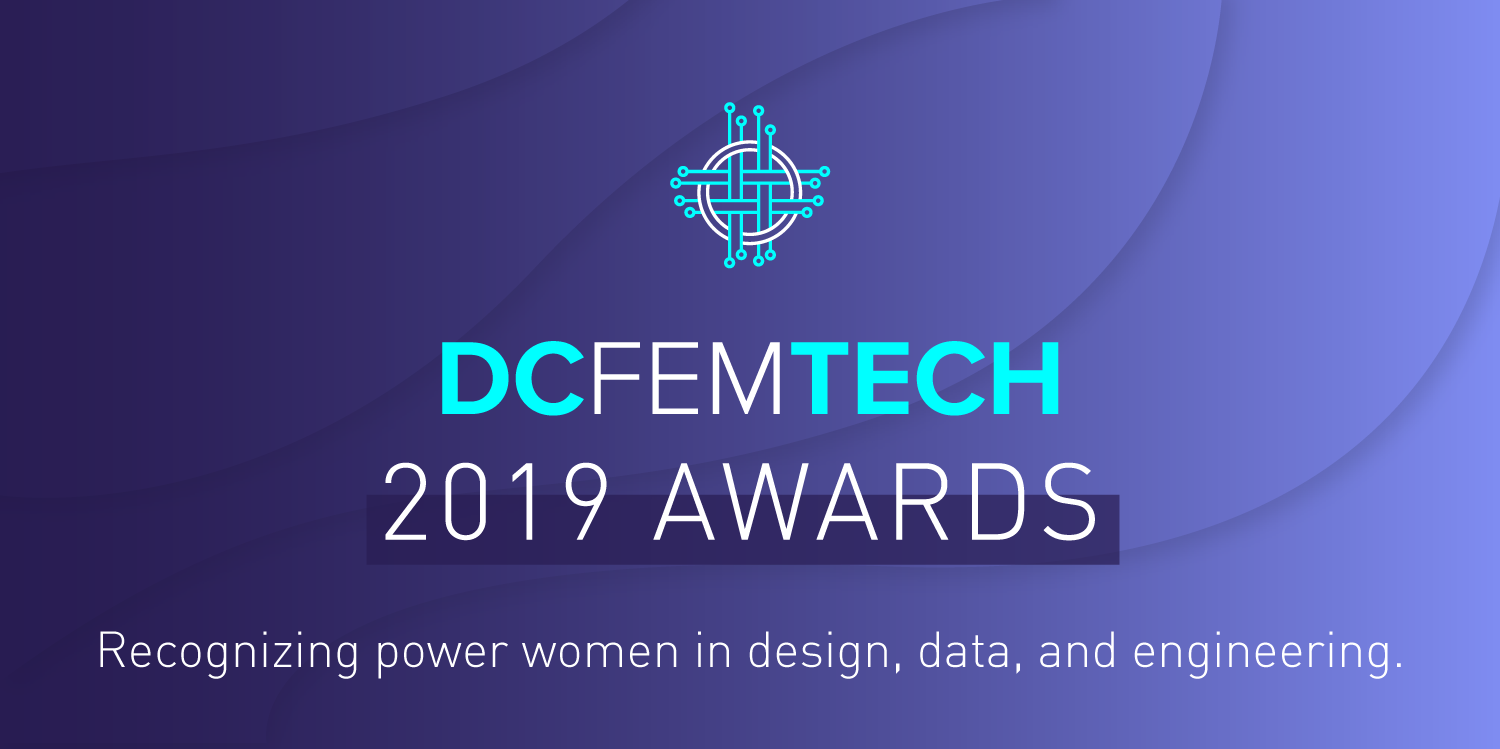 DCFEMTECH
2019 AWARDS
Recognizing power women in design, data, and engineering.